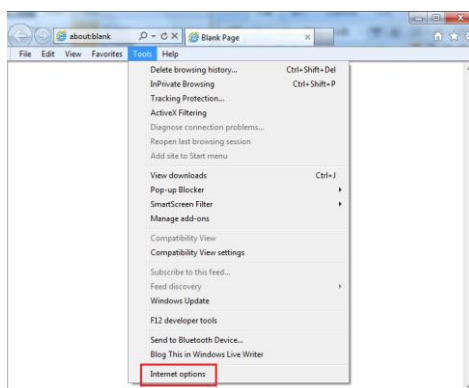 about:blank
Blank Page
File Edit View Favorites Tools Help
Delete browsing history... Ctrl+Shift+Del
InPrivate Browsing Ctrl+Shift+P
Tracking Protection...
ActiveX Filtering
Diagnose connection problems...
Reopen last browsing session
Add site to Start menu
View downloads Ctrl+J
Pop-up Blocker
SmartScreen Filter
Manage add-ons
Compatibility View
Compatibility View settings
Subscribe to this feed...
Feed discovery
Windows Update
F12 developer tools
Send to Bluetooth Device...
Blog This in Windows Live Writer
Internet options